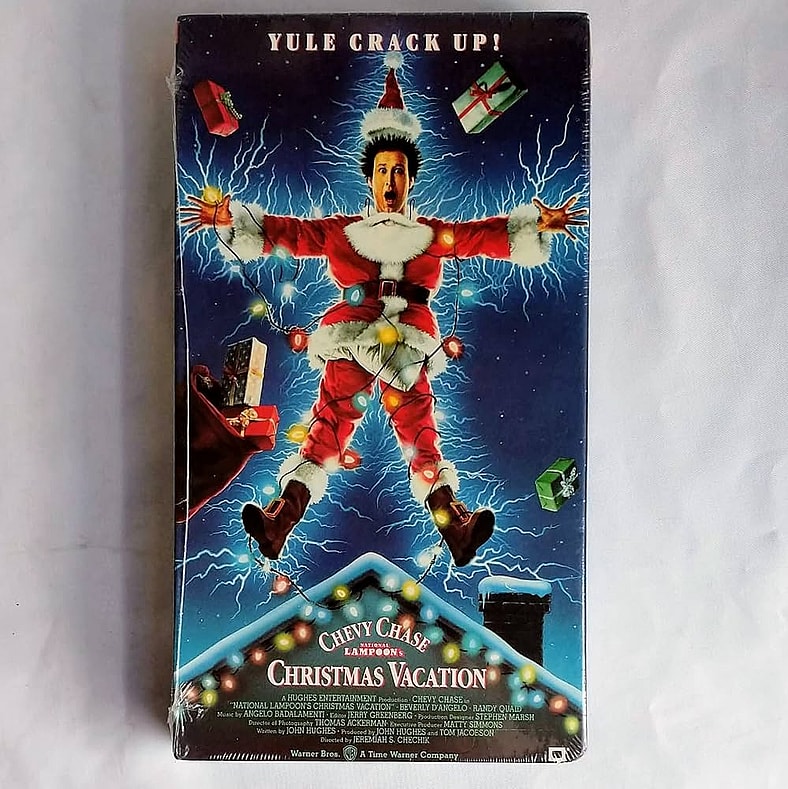 YULE CRACK UP!
CHEVY CHASE
NATIONAL
LAMPOON'S
CHRISTMAS VACATION
A HUGHES ENTERTAINMENT Production · CHEVY CHASE in
"NATIONAL LAMPOON'S CHRISTMAS VACATION" · BEVERLY D'ANGELO · RANDY QUAID
Music by ANGELO BADALAMENTI · Editor JERRY GREENBERG · Production Designer STEPHEN MARSH
Director of Photography THOMAS ACKERMAN · Executive Producer MATTY SIMMONS
Written by JOHN HUGHES · Produced by JOHN HUGHES and TOM JACOBSON
Directed by JEREMIAH S. CHECHIK
Warner Bros. WB A Time Warner Company